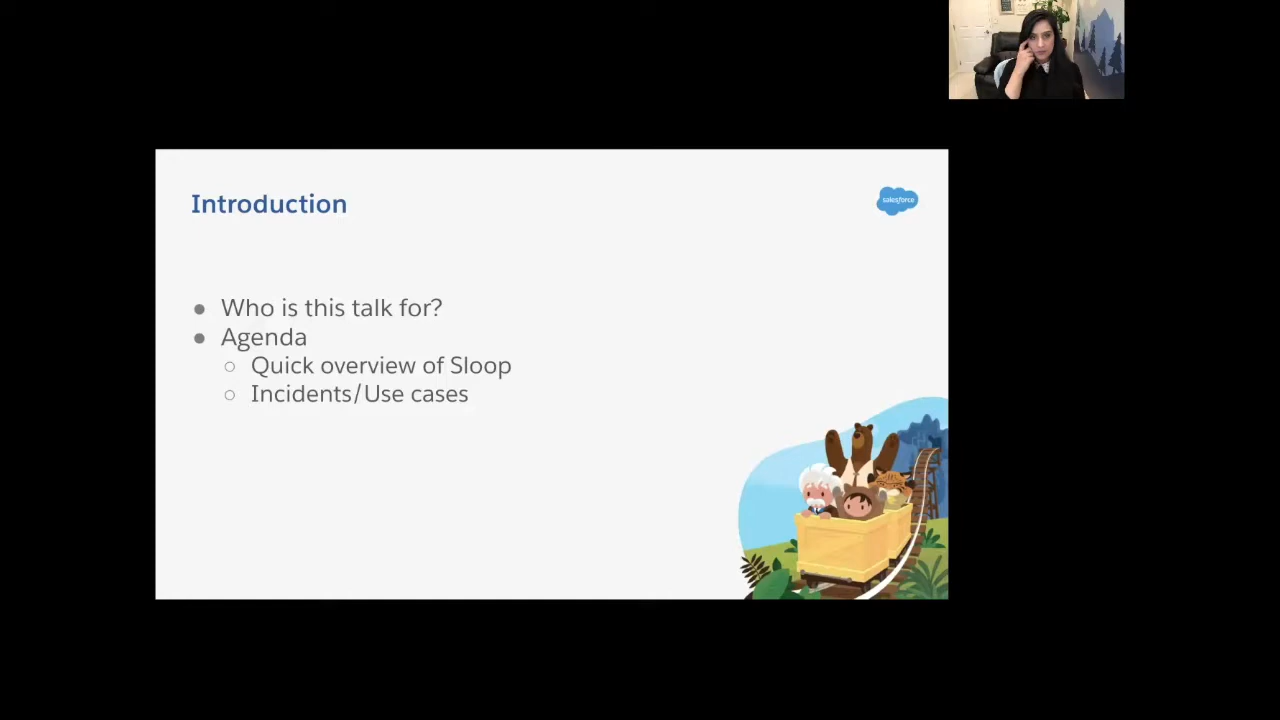 Introduction
salesforce
● Who is this talk for?
● Agenda
○ Quick overview of Sloop
○ Incidents/Use cases